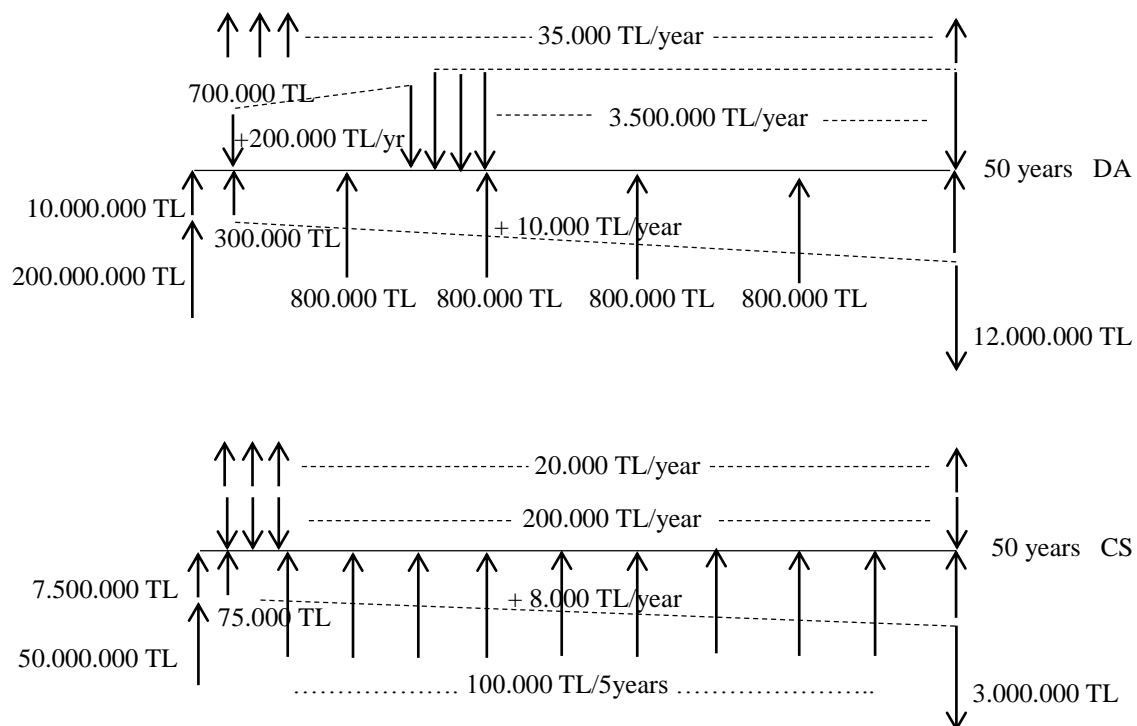 35.000 TL/year
700.000 TL
3.500.000 TL/year
+200.000 TL/yr
50 years DA
10.000.000 TL
300.000 TL
+ 10.000 TL/year
200.000.000 TL
800.000 TL 800.000 TL 800.000 TL 800.000 TL
12.000.000 TL
20.000 TL/year
200.000 TL/year
50 years CS
7.500.000 TL
75.000 TL
+ 8.000 TL/year
50.000.000 TL
100.000 TL/5years
3.000.000 TL